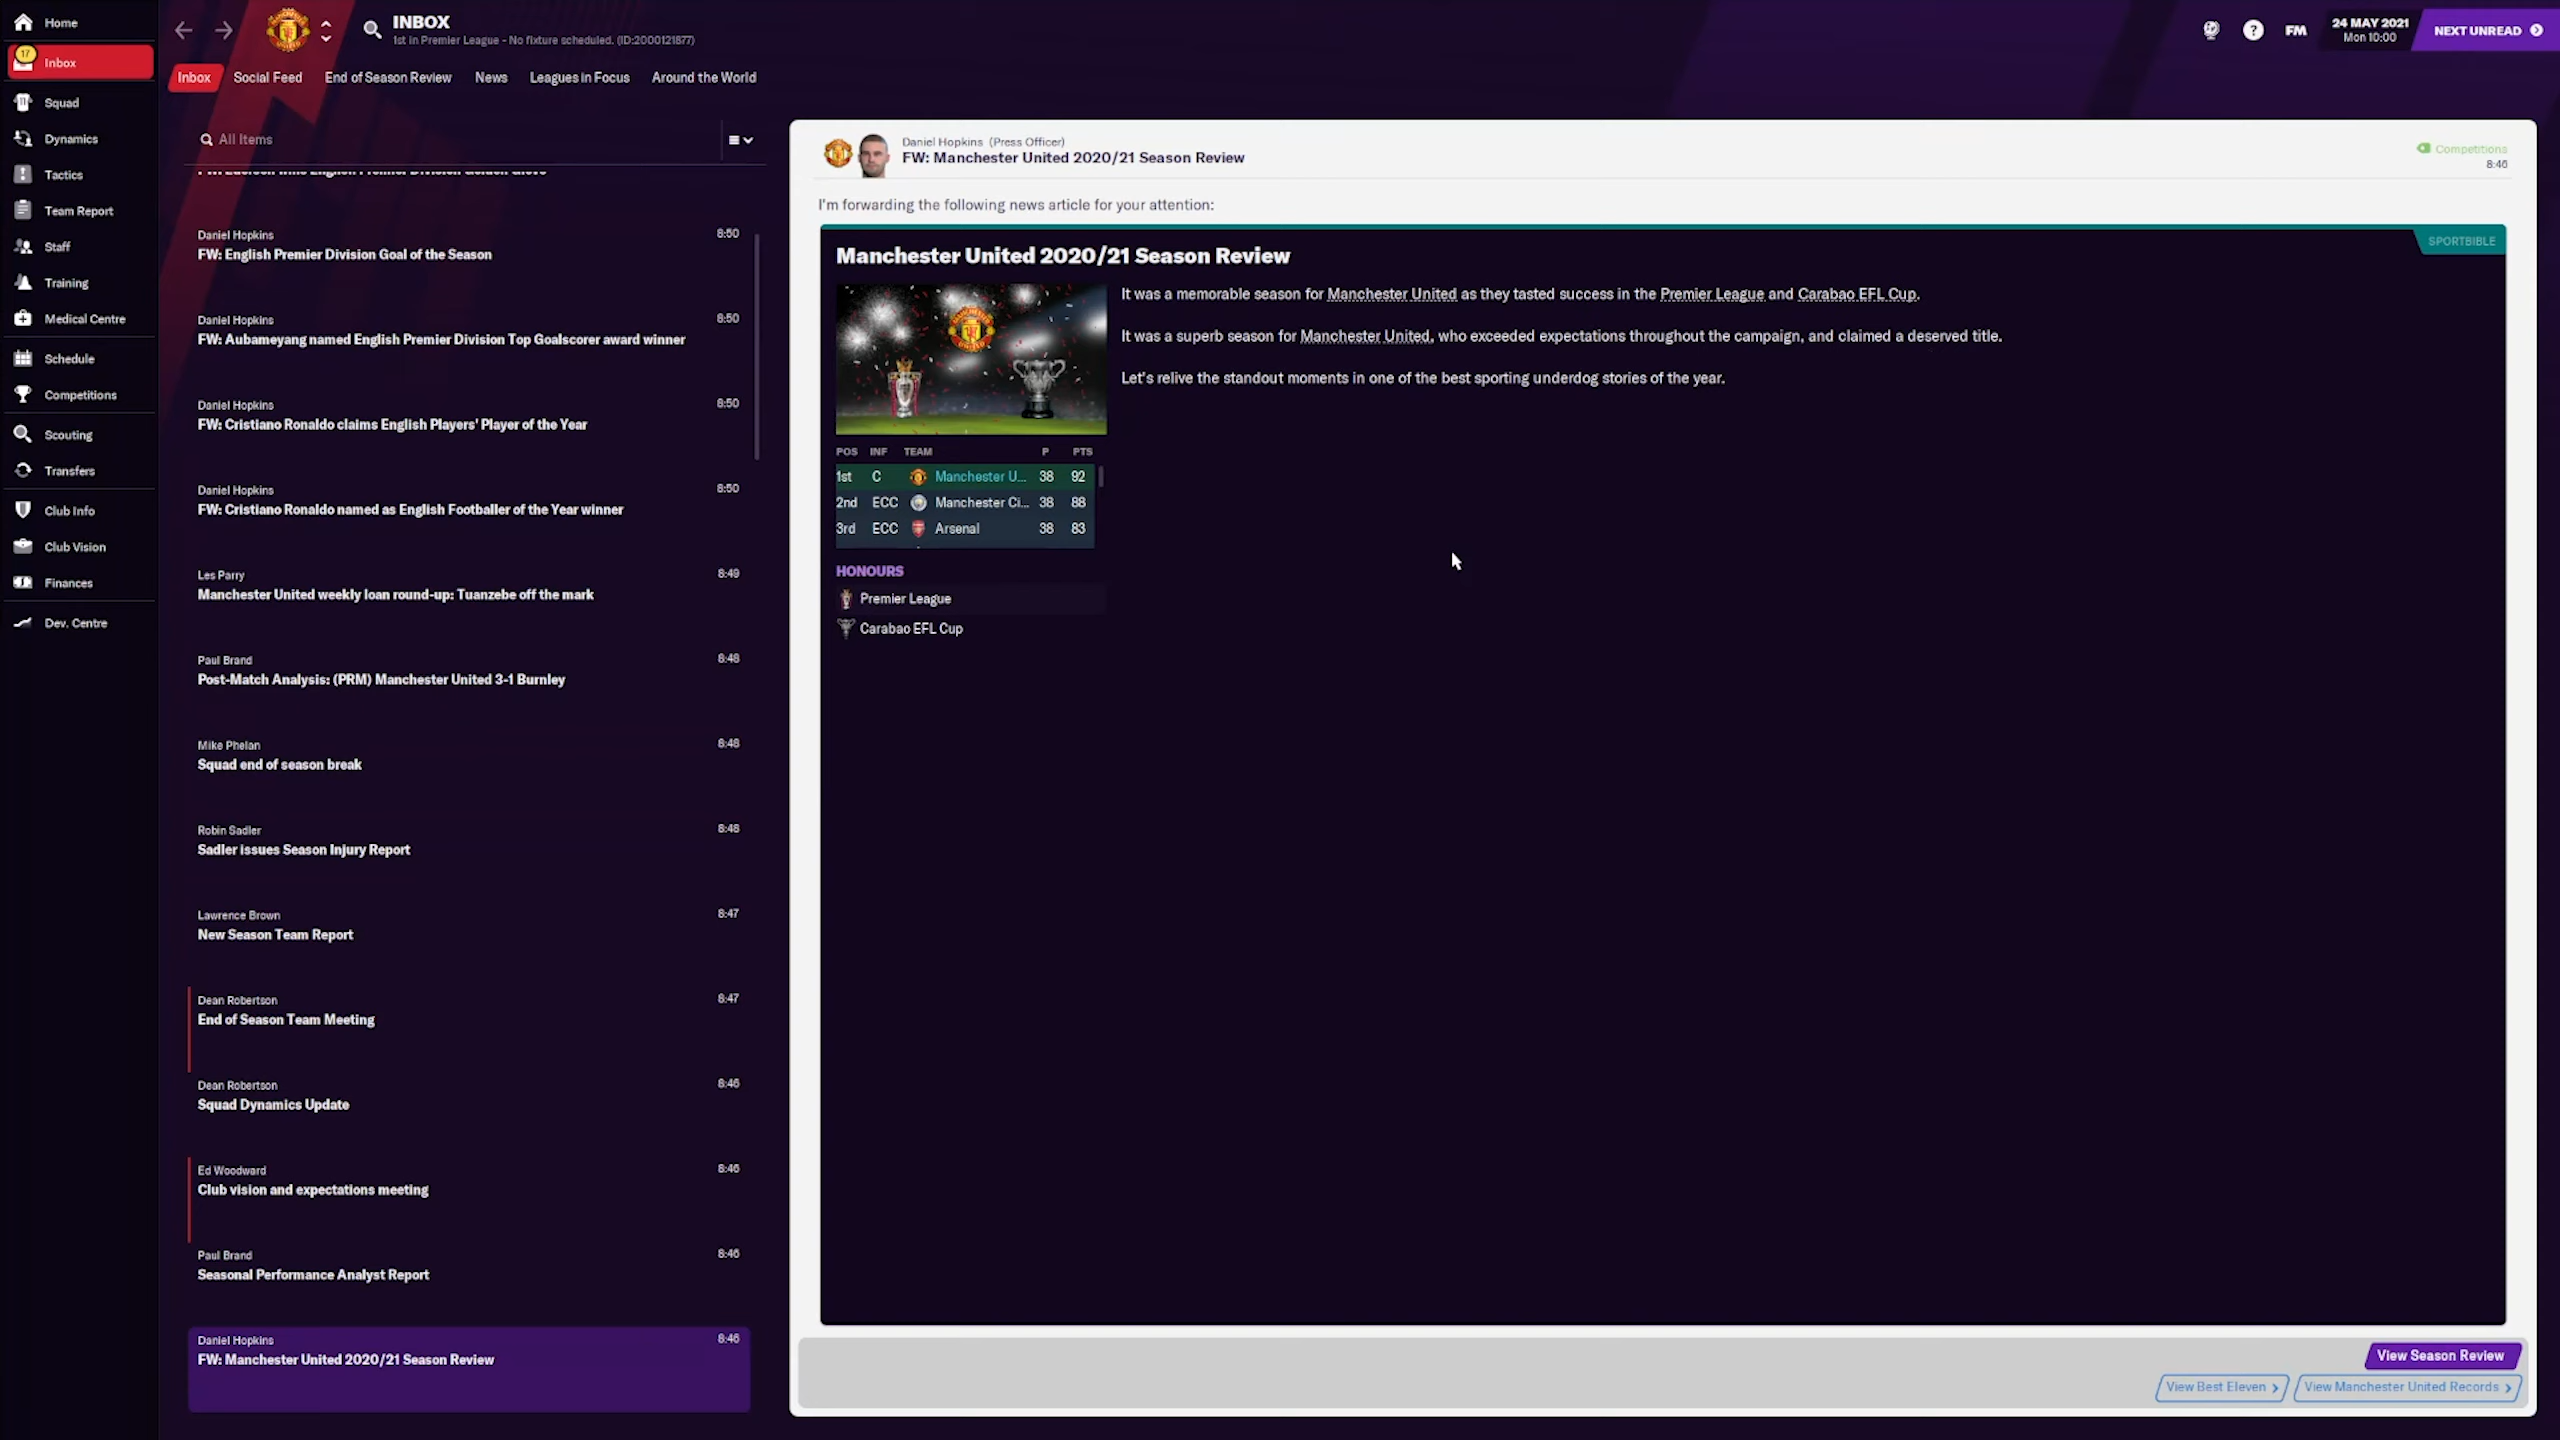 Home
17
Inbox
Squad
Dynamics
Tactics
Team Report
Staff
Training
Medical Centre
Schedule
Competitions
Scouting
Transfers
Club Info
Club Vision
Finances
Dev. Centre
INBOX
1st in Premier League - No fixture scheduled. (ID:2000121877)
FM
24 MAY 2021
Mon 10:00
NEXT UNREAD
Inbox Social Feed End of Season Review News Leagues in Focus Around the World
All Items
FW: Ederson wins English Premier Division Golden Glove
Daniel Hopkins 8:50
FW: English Premier Division Goal of the Season
Daniel Hopkins 8:50
FW: Aubameyang named English Premier Division Top Goalscorer award winner
Daniel Hopkins 8:50
FW: Cristiano Ronaldo claims English Players' Player of the Year
Daniel Hopkins 8:50
FW: Cristiano Ronaldo named as English Footballer of the Year winner
Les Parry 8:49
Manchester United weekly loan round-up: Tuanzebe off the mark
Paul Brand 8:48
Post-Match Analysis: (PRM) Manchester United 3-1 Burnley
Mike Phelan 8:48
Squad end of season break
Robin Sadler 8:48
Sadler issues Season Injury Report
Lawrence Brown 8:47
New Season Team Report
Dean Robertson 8:47
End of Season Team Meeting
Dean Robertson 8:46
Squad Dynamics Update
Ed Woodward 8:46
Club vision and expectations meeting
Paul Brand 8:46
Seasonal Performance Analyst Report
Daniel Hopkins 8:46
FW: Manchester United 2020/21 Season Review
Daniel Hopkins (Press Officer)
FW: Manchester United 2020/21 Season Review
Competitions
8:46
I'm forwarding the following news article for your attention:
SPORTBIBLE
Manchester United 2020/21 Season Review
It was a memorable season for Manchester United as they tasted success in the Premier League and Carabao EFL Cup.
It was a superb season for Manchester United, who exceeded expectations throughout the campaign, and claimed a deserved title.
Let's relive the standout moments in one of the best sporting underdog stories of the year.
POS INF TEAM P PTS
1st C Manchester U... 38 92
2nd ECC Manchester Ci... 38 88
3rd ECC Arsenal 38 83
HONOURS
Premier League
Carabao EFL Cup
View Season Review
View Best Eleven
View Manchester United Records